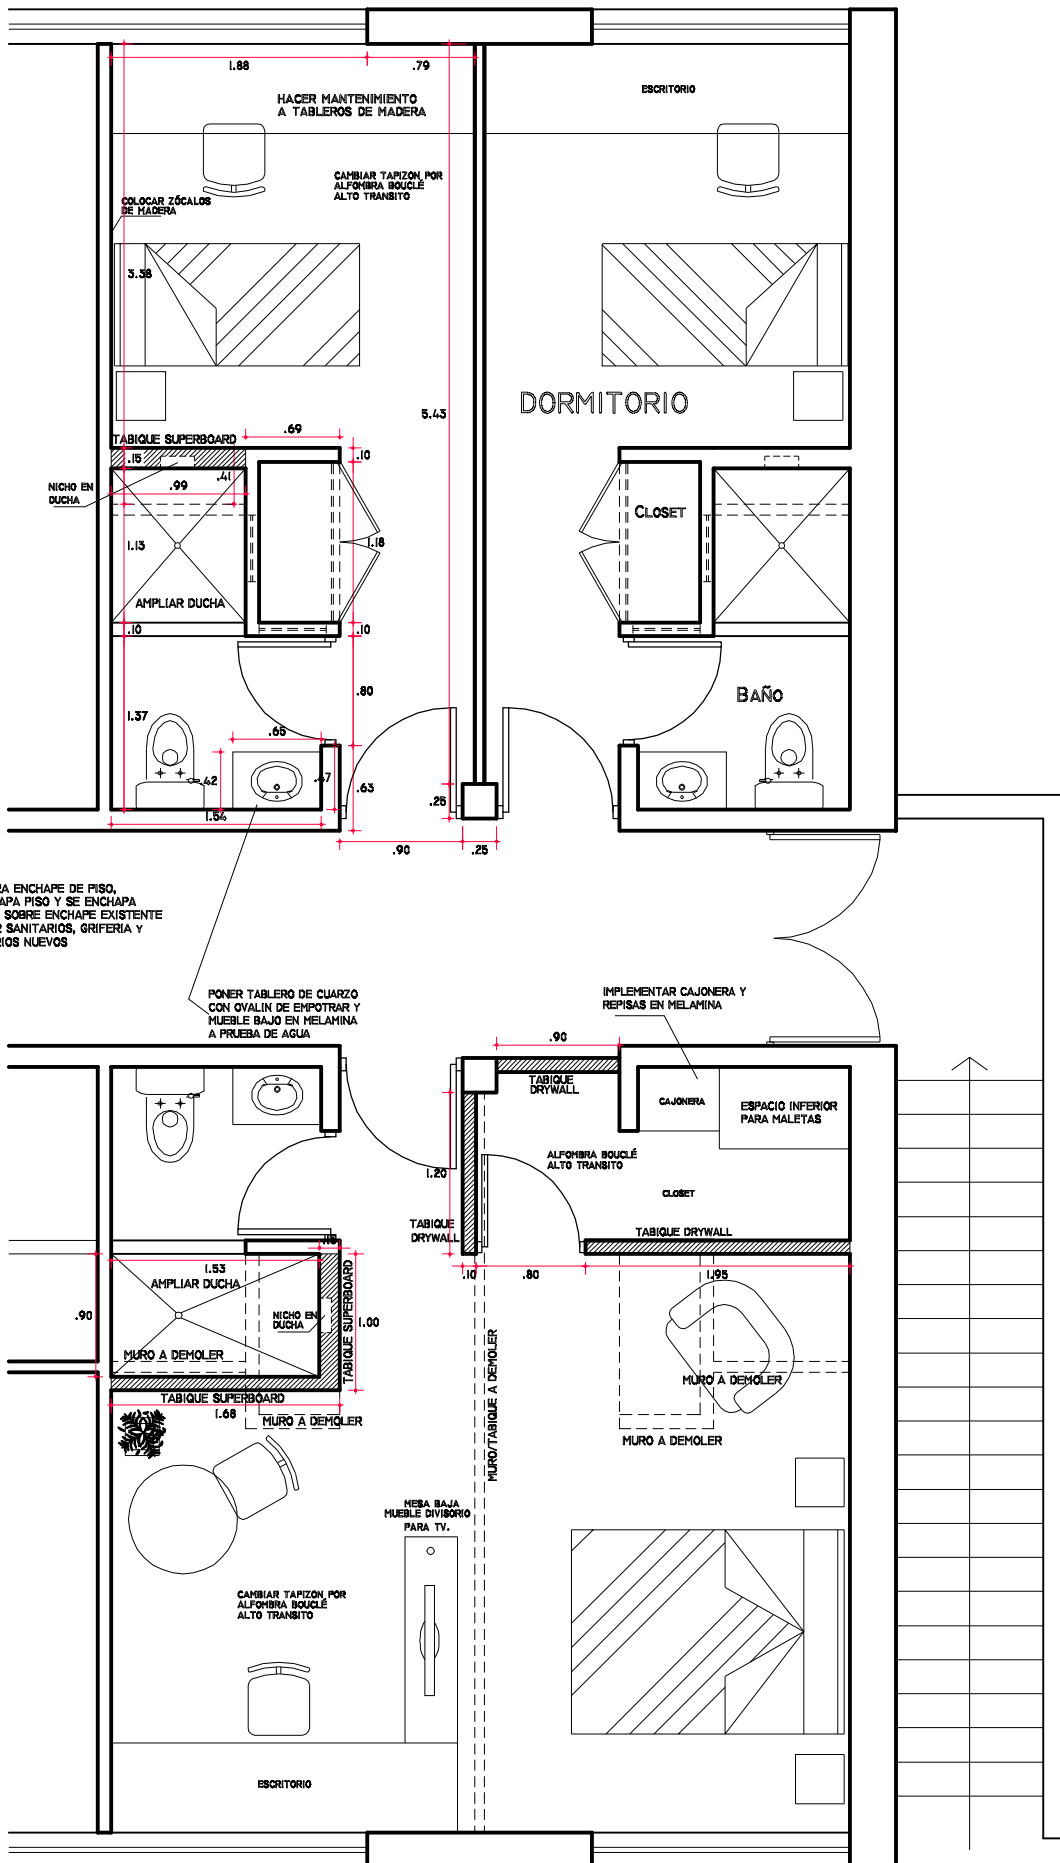 1.88
.79
HACER MANTENIMIENTO
A TABLEROS DE MADERA
ESCRITORIO
CAMBIAR TAPIZON POR
ALFOMBRA BOUCLÉ
ALTO TRANSITO
COLOCAR ZÓCALOS
DE MADERA
3.38
5.43
DORMITORIO
.69
TABIQUE SUPERBOARD
.15
.10
.41
NICHO EN
DUCHA
.99
CLOSET
1.13
1.18
AMPLIAR DUCHA
.10
.10
.80
BAÑO
1.37
.65
.42
.47
.63
.25
1.54
.90
.25
ENCHAPE DE PISO,
PISO Y SE ENCHAPA
SOBRE ENCHAPE EXISTENTE
SANITARIOS, GRIFERIA Y
NUEVOS
PONER TABLERO DE CUARZO
CON OVALIN DE EMPOTRAR Y
MUEBLE BAJO EN MELAMINA
A PRUEBA DE AGUA
IMPLEMENTAR CAJONERA Y
REPISAS EN MELAMINA
.90
TABIQUE
DRYWALL
CAJONERA
ESPACIO INFERIOR
PARA MALETAS
ALFOMBRA BOUCLÉ
ALTO TRANSITO
1.20
CLOSET
TABIQUE
DRYWALL
TABIQUE DRYWALL
.15
1.53
.10
.80
1.95
AMPLIAR DUCHA
.90
NICHO EN
DUCHA
1.00
TABIQUE SUPERBOARD
MURO A DEMOLER
MURO/TABIQUE A DEMOLER
MURO A DEMOLER
TABIQUE SUPERBOARD
1.68
MURO A DEMOLER
MURO A DEMOLER
MESA BAJA
MUEBLE DIVISORIO
PARA TV.
CAMBIAR TAPIZON POR
ALFOMBRA BOUCLÉ
ALTO TRANSITO
ESCRITORIO